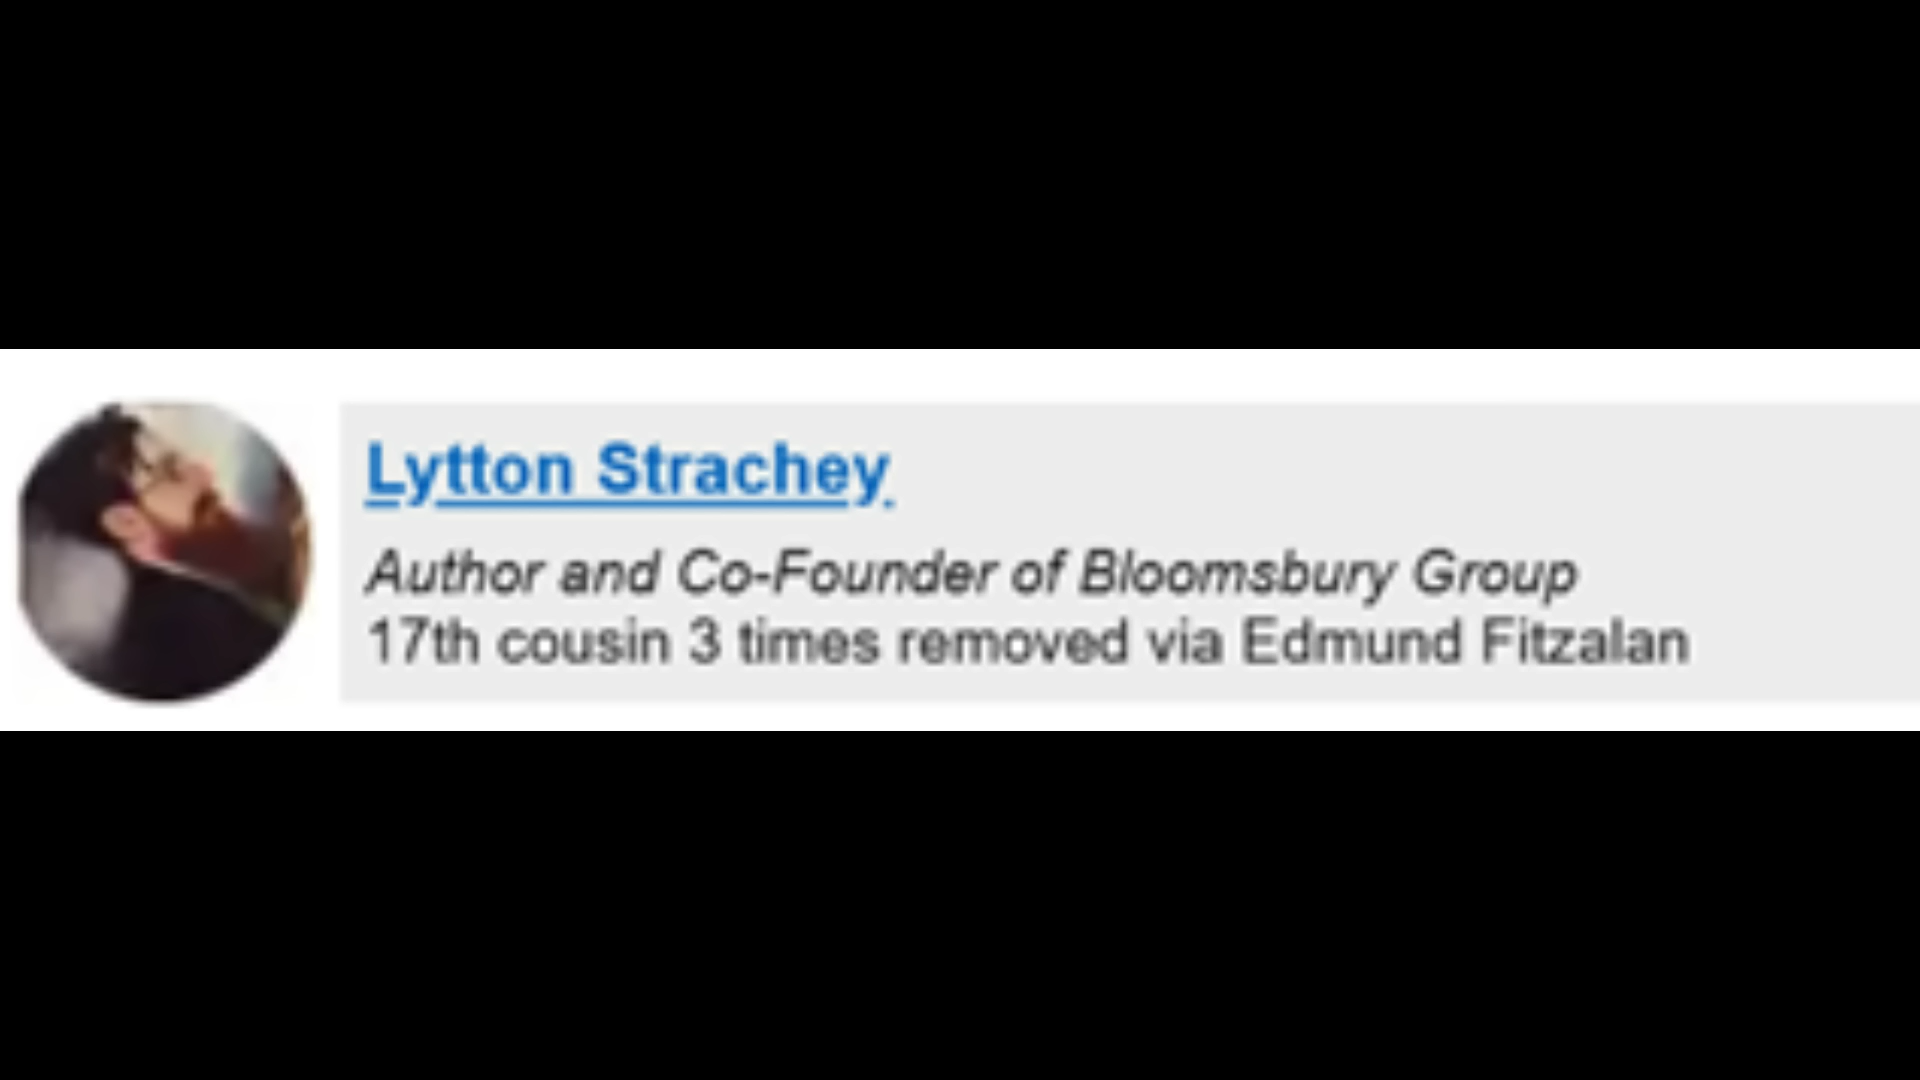 Lytton Strachey
Author and Co-Founder of Bloomsbury Group
17th cousin 3 times removed via Edmund Fitzalan